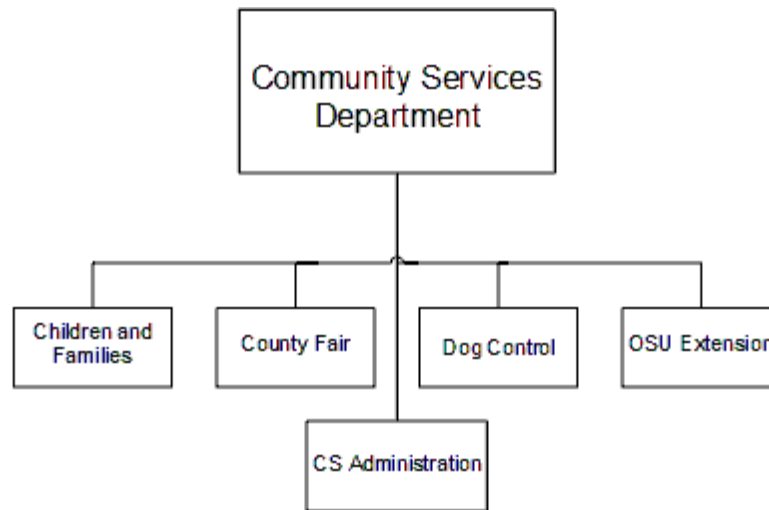 Community Services
Department
Children and
Families
County Fair
Dog Control
OSU Extension
CS Administration